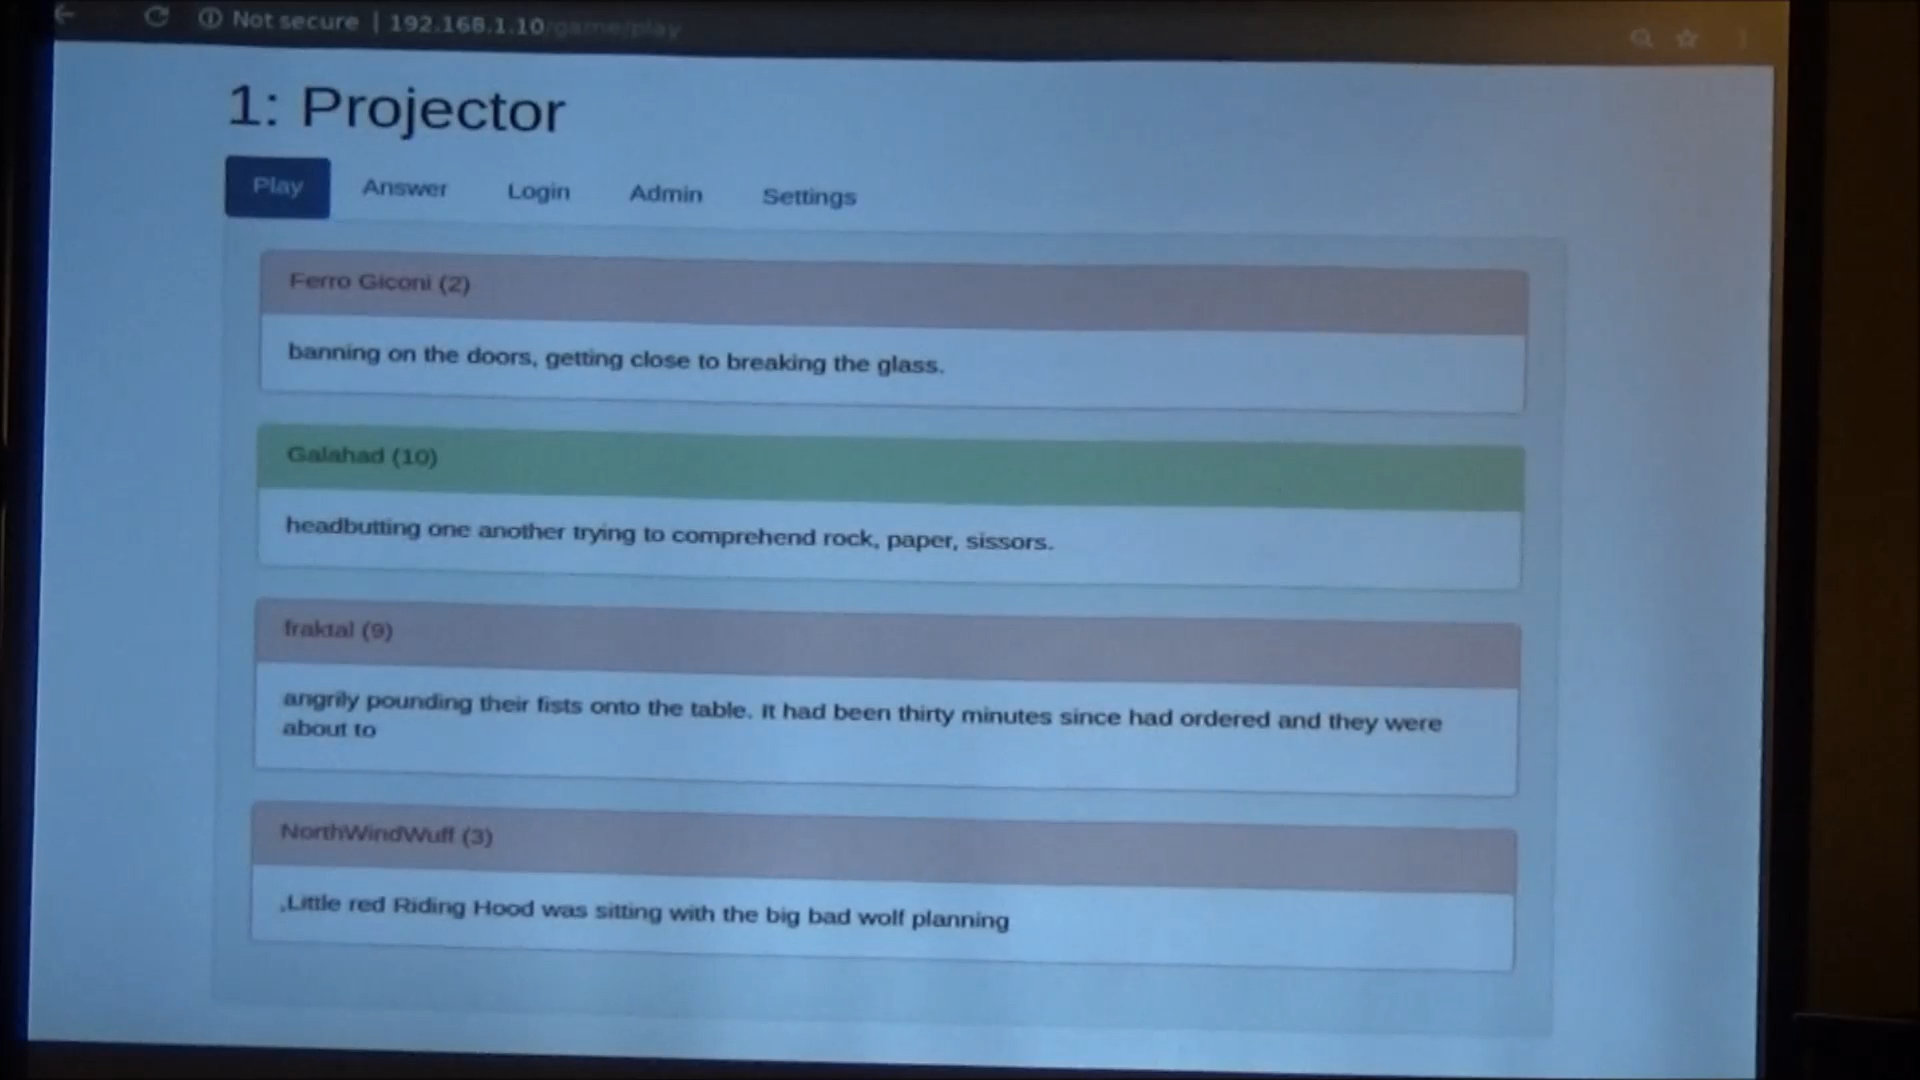 Not secure | 192.168.1.10/game/play
1: Projector
Play Answer Login Admin Settings
Ferro Giconi (2)
banning on the doors, getting close to breaking the glass.
Galahad (10)
headbutting one another trying to comprehend rock, paper, sissors.
fraktal (9)
angrily pounding their fists onto the table. It had been thirty minutes since had ordered and they were
about to
NorthWindWuff (3)
,Little red Riding Hood was sitting with the big bad wolf planning